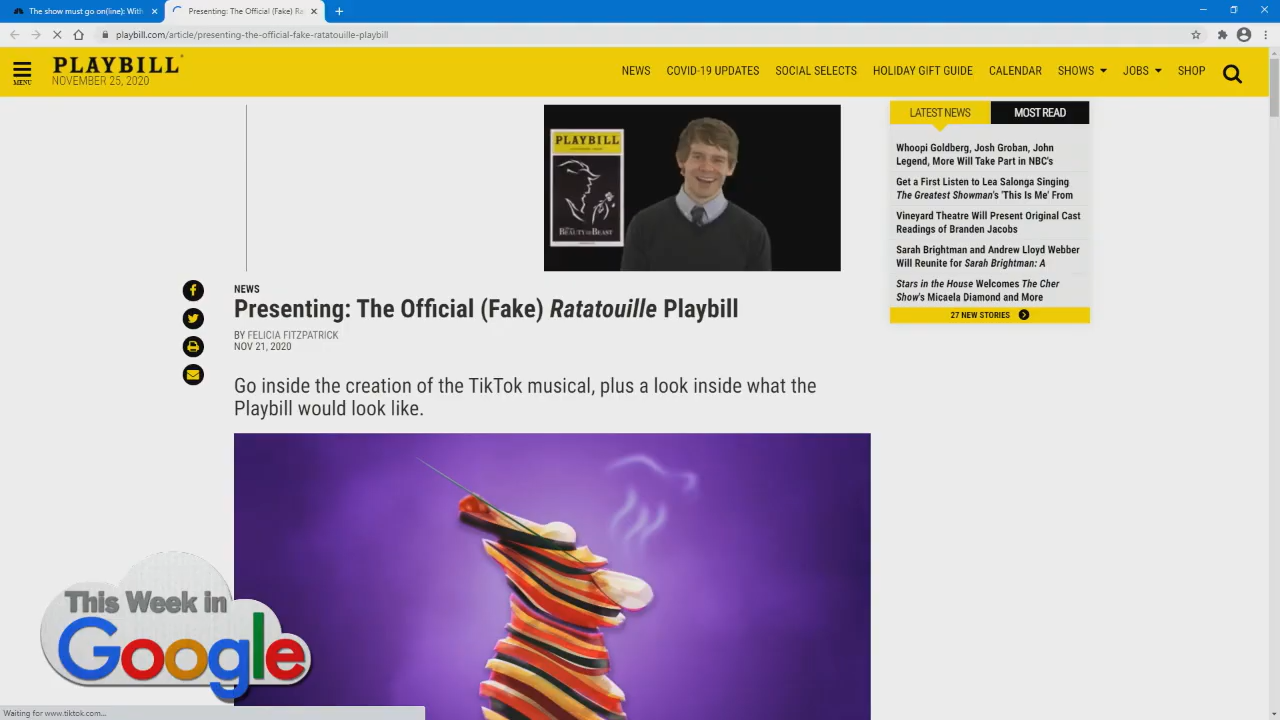 The show must go on(line): With
Presenting: The Official (Fake) Ra
playbill.com/article/presenting-the-official-fake-ratatouille-playbill
MENU
PLAYBILL
NOVEMBER 25, 2020
NEWS
COVID-19 UPDATES
SOCIAL SELECTS
HOLIDAY GIFT GUIDE
CALENDAR
SHOWS
JOBS
SHOP
PLAYBILL
BEAUTY AND THE BEAST
LATEST NEWS
MOST READ
Whoopi Goldberg, Josh Groban, John
Legend, More Will Take Part in NBC's
Get a First Listen to Lea Salonga Singing
The Greatest Showman's 'This Is Me' From
Vineyard Theatre Will Present Original Cast
Readings of Branden Jacobs
Sarah Brightman and Andrew Lloyd Webber
Will Reunite for Sarah Brightman: A
Stars in the House Welcomes The Cher
Show's Micaela Diamond and More
27 NEW STORIES
NEWS
Presenting: The Official (Fake) Ratatouille Playbill
BY FELICIA FITZPATRICK
NOV 21, 2020
Go inside the creation of the TikTok musical, plus a look inside what the
Playbill would look like.
This Week in
Google
Waiting for www.tiktok.com...